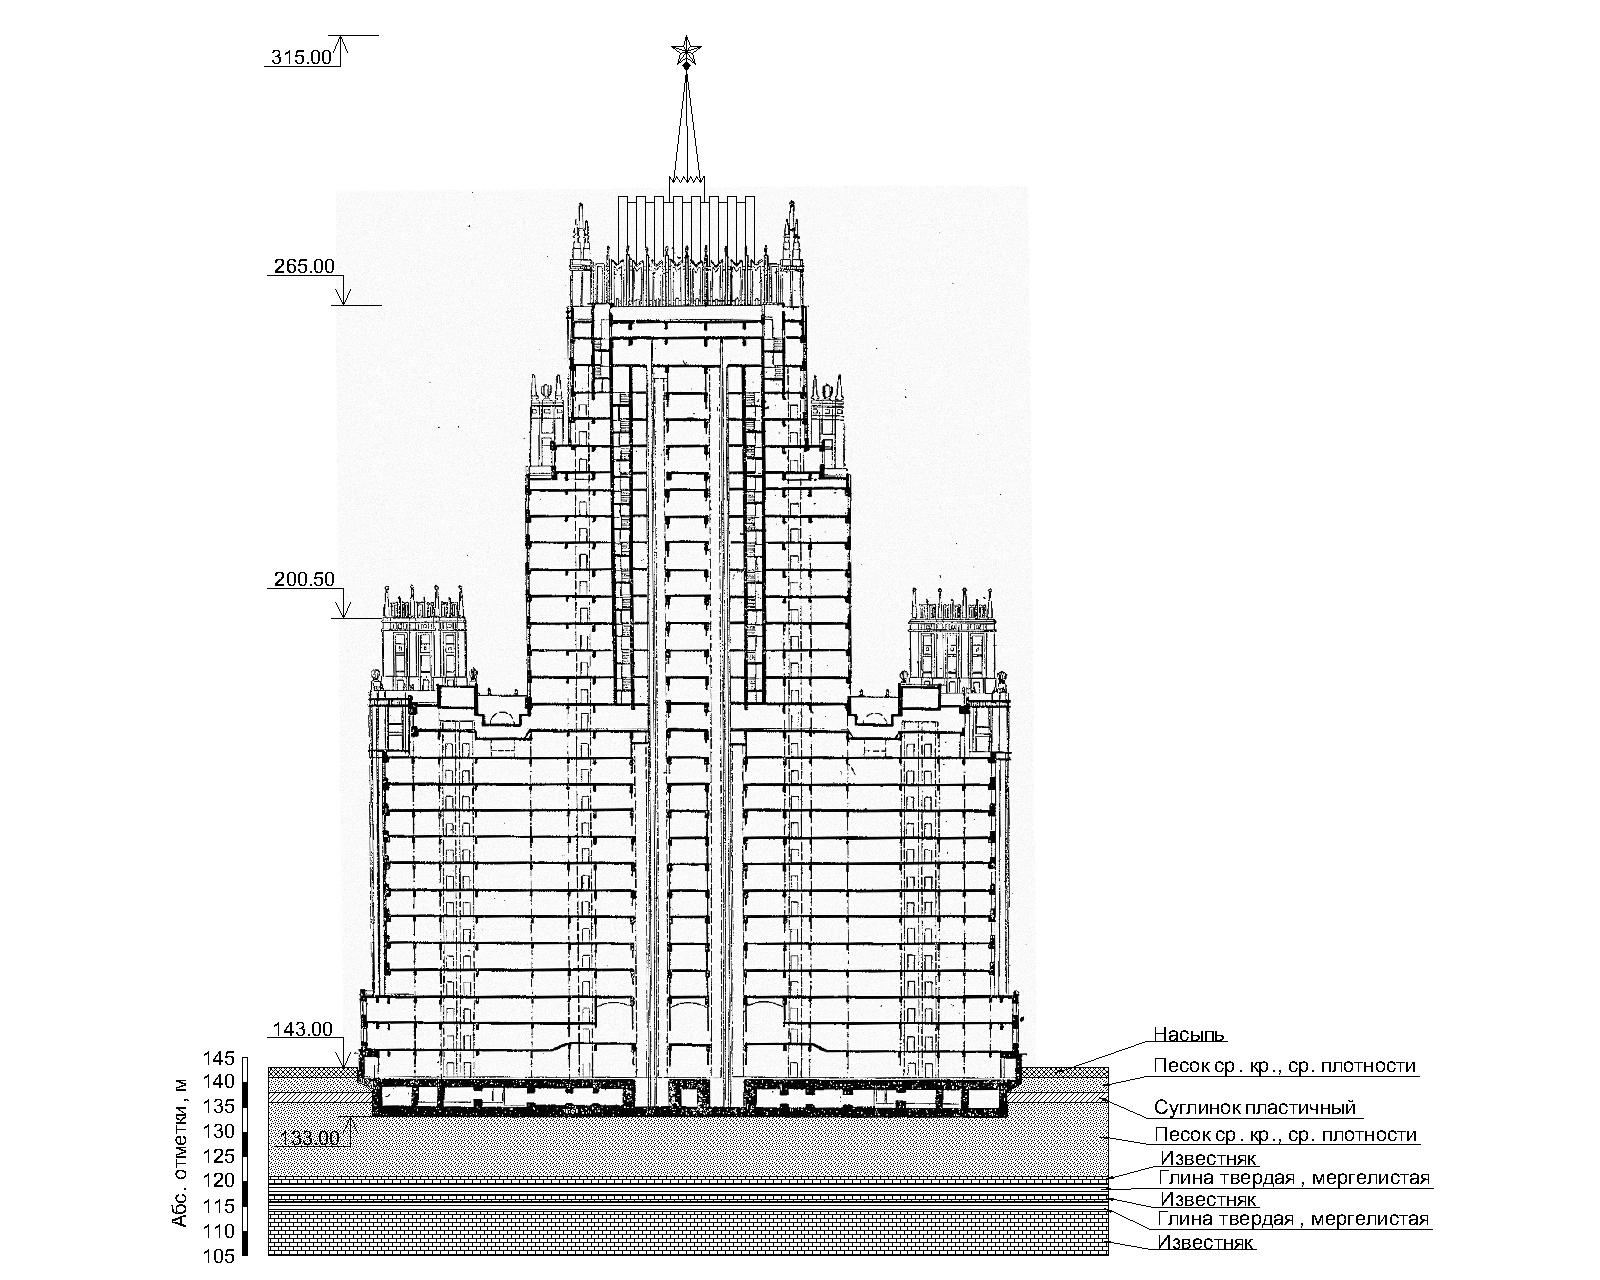 315.00
265.00
200.50
143.00
133.00
Абс. отметки, м
145
140
135
130
125
120
115
110
105
Насыпь
Песок ср. кр., ср. плотности
Суглинок пластичный
Песок ср. кр., ср. плотности
Известняк
Глина твердая, мергелистая
Известняк
Глина твердая, мергелистая
Известняк